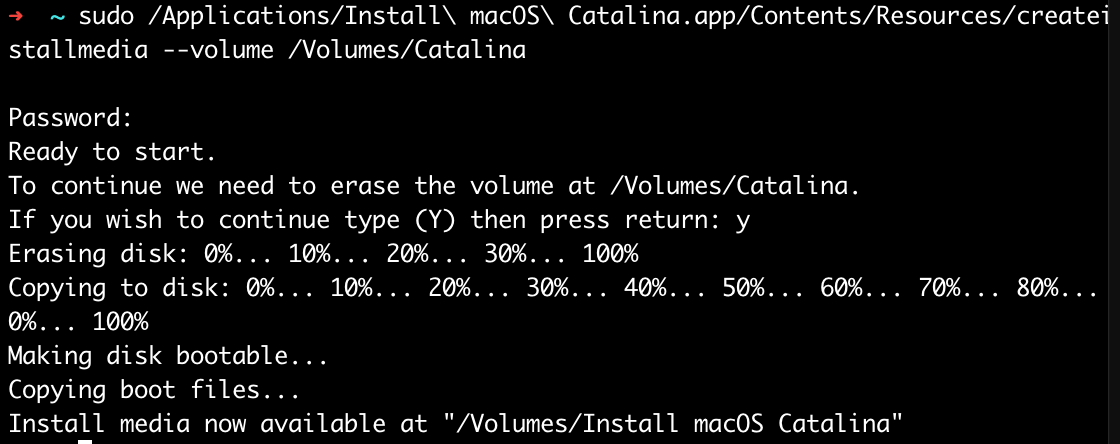 ➜ ~ sudo /Applications/Install\ macOS\ Catalina.app/Contents/Resources/createi
stallmedia --volume /Volumes/Catalina
Password:
Ready to start.
To continue we need to erase the volume at /Volumes/Catalina.
If you wish to continue type (Y) then press return: y
Erasing disk: 0%... 10%... 20%... 30%... 100%
Copying to disk: 0%... 10%... 20%... 30%... 40%... 50%... 60%... 70%... 80%...
0%... 100%
Making disk bootable...
Copying boot files...
Install media now available at "/Volumes/Install macOS Catalina"